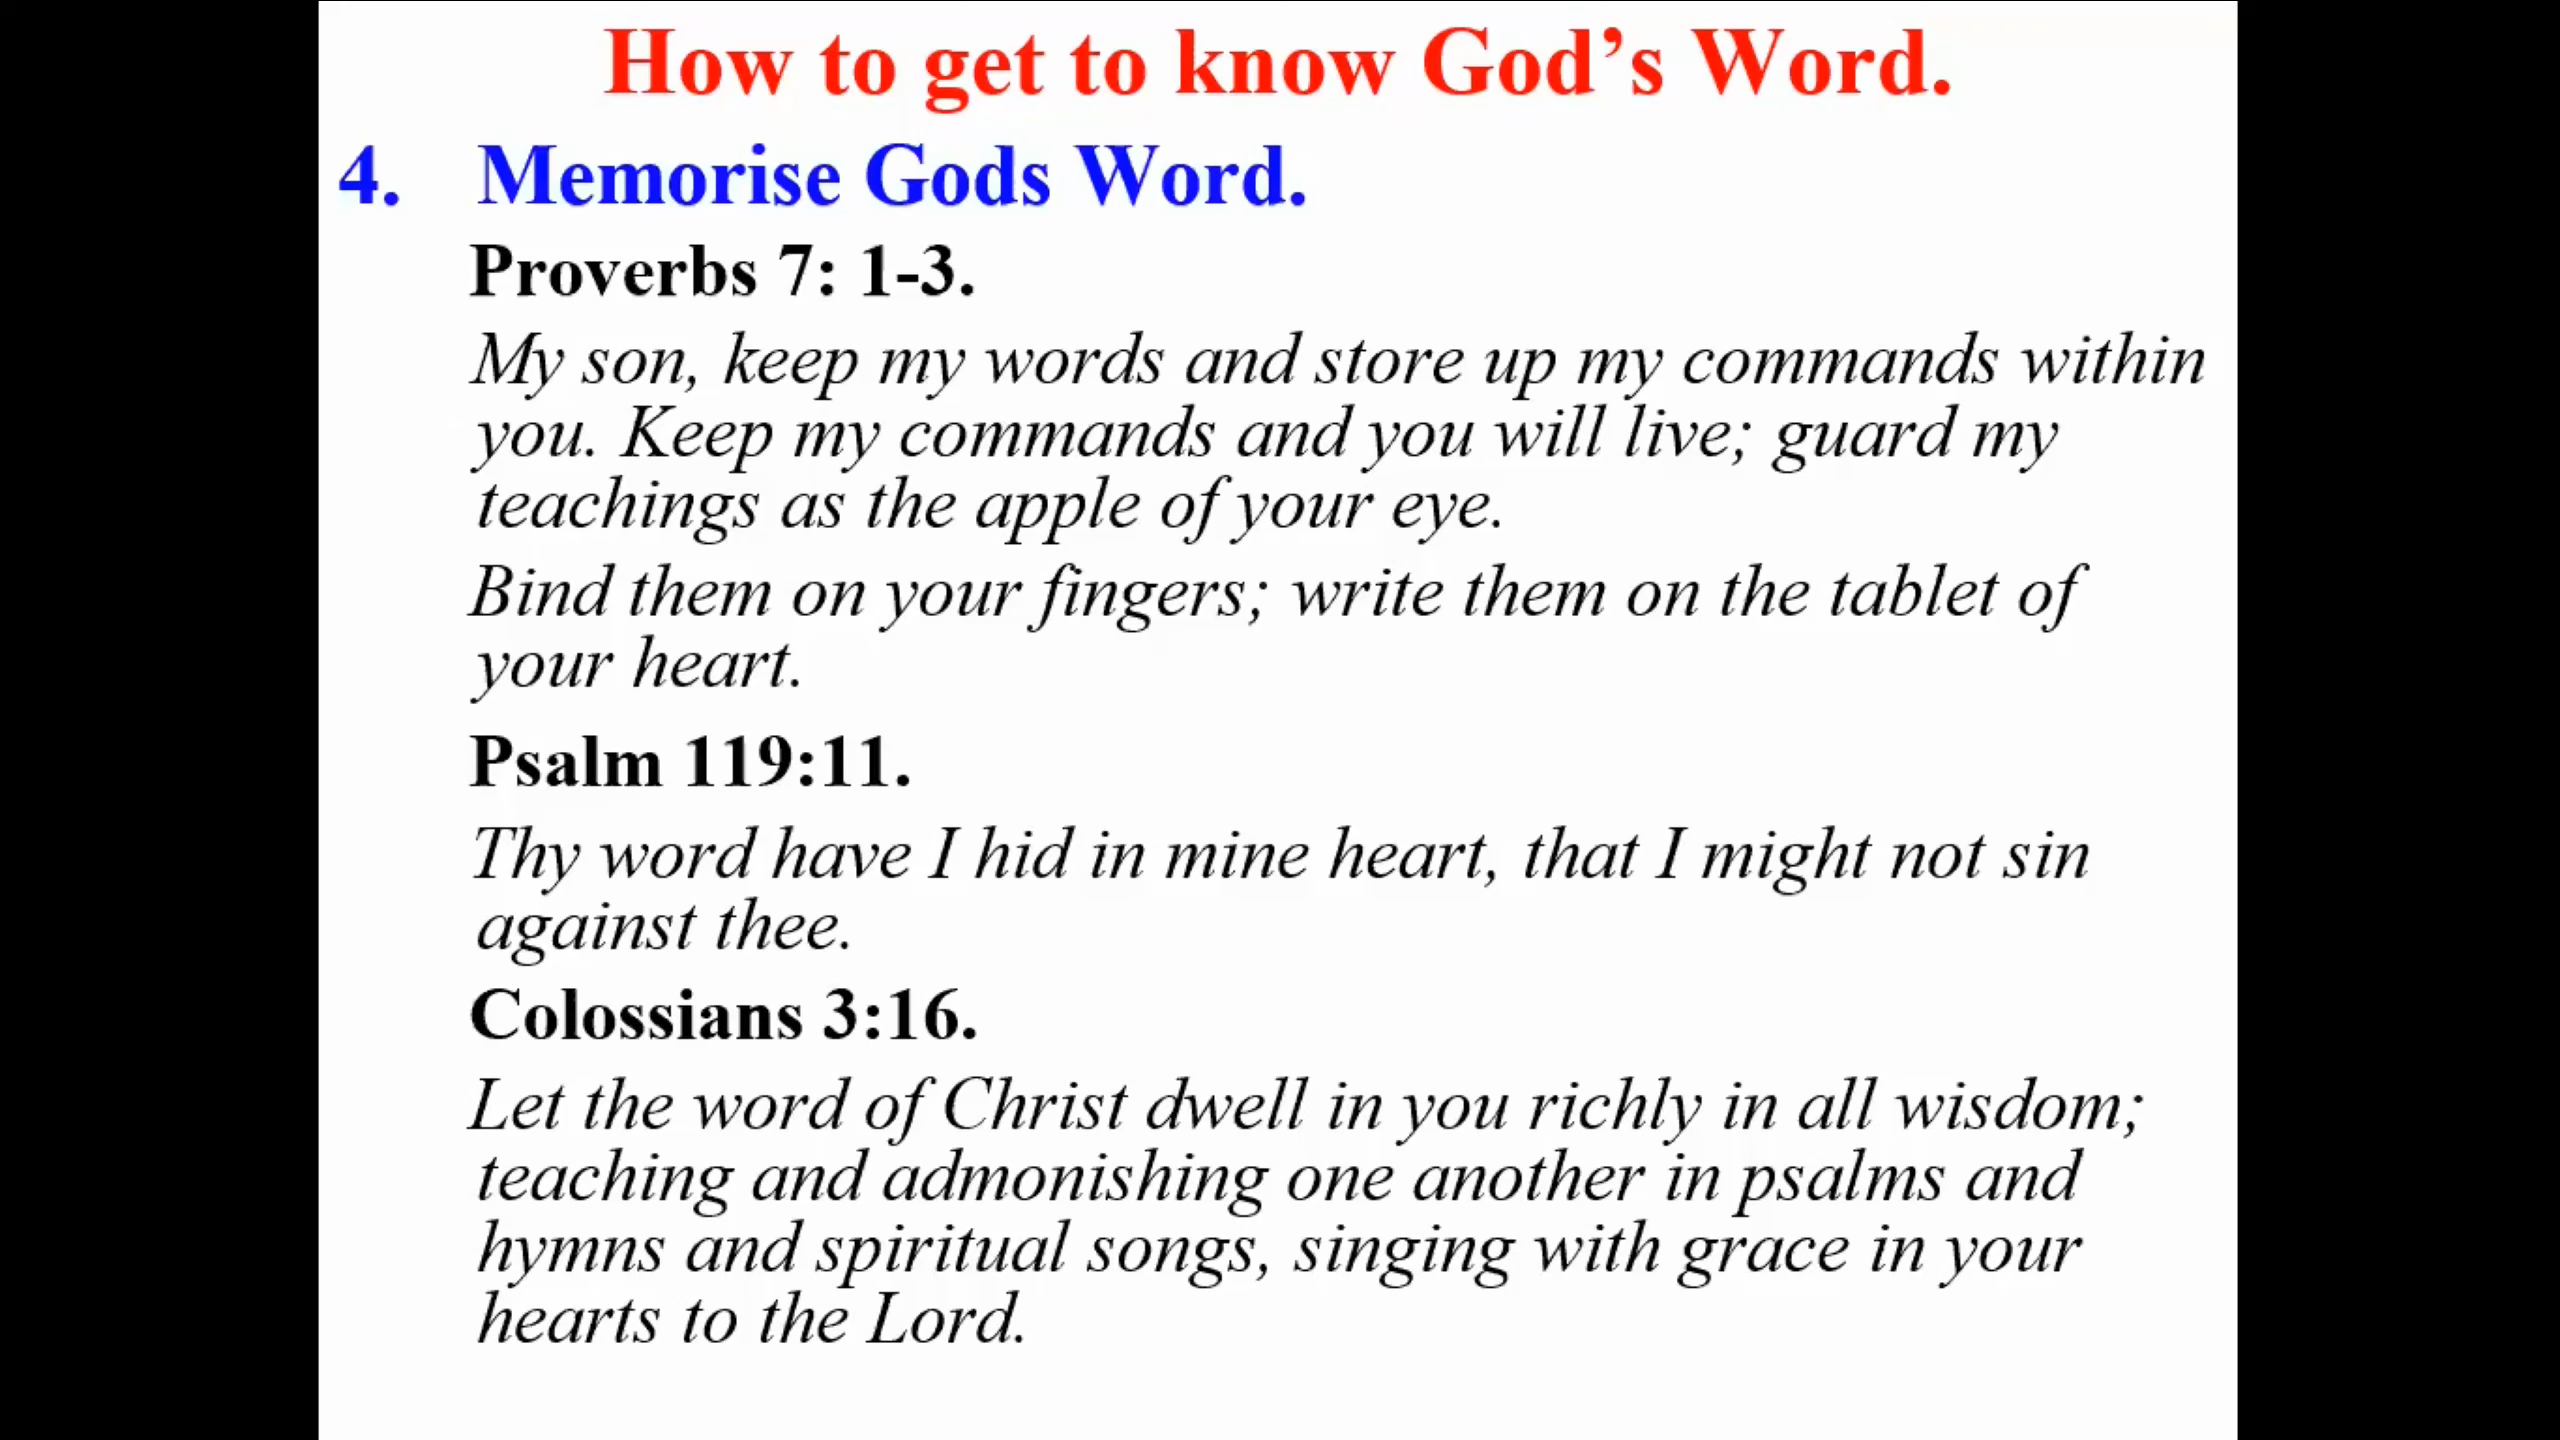 How to get to know God’s Word.
4. Memorise Gods Word.
Proverbs 7: 1-3.
My son, keep my words and store up my commands within
you. Keep my commands and you will live; guard my
teachings as the apple of your eye.
Bind them on your fingers; write them on the tablet of
your heart.
Psalm 119:11.
Thy word have I hid in mine heart, that I might not sin
against thee.
Colossians 3:16.
Let the word of Christ dwell in you richly in all wisdom;
teaching and admonishing one another in psalms and
hymns and spiritual songs, singing with grace in your
hearts to the Lord.